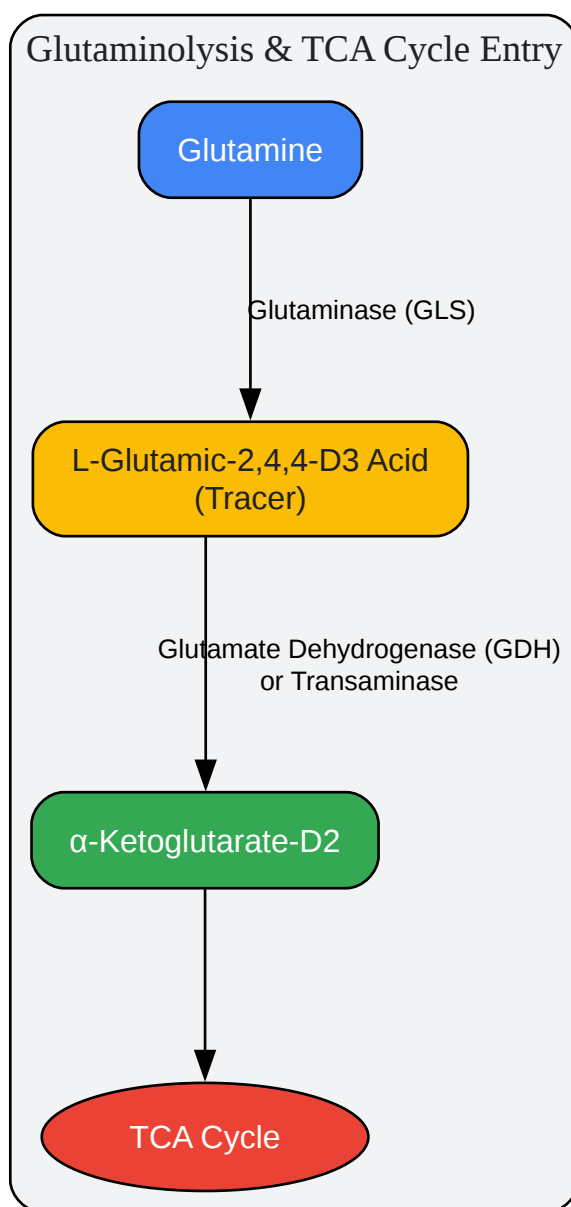 Glutaminolysis & TCA Cycle Entry
Glutamine
Glutaminase (GLS)
L-Glutamic-2,4,4-D3 Acid
(Tracer)
Glutamate Dehydrogenase (GDH)
or Transaminase
α-Ketoglutarate-D2
TCA Cycle